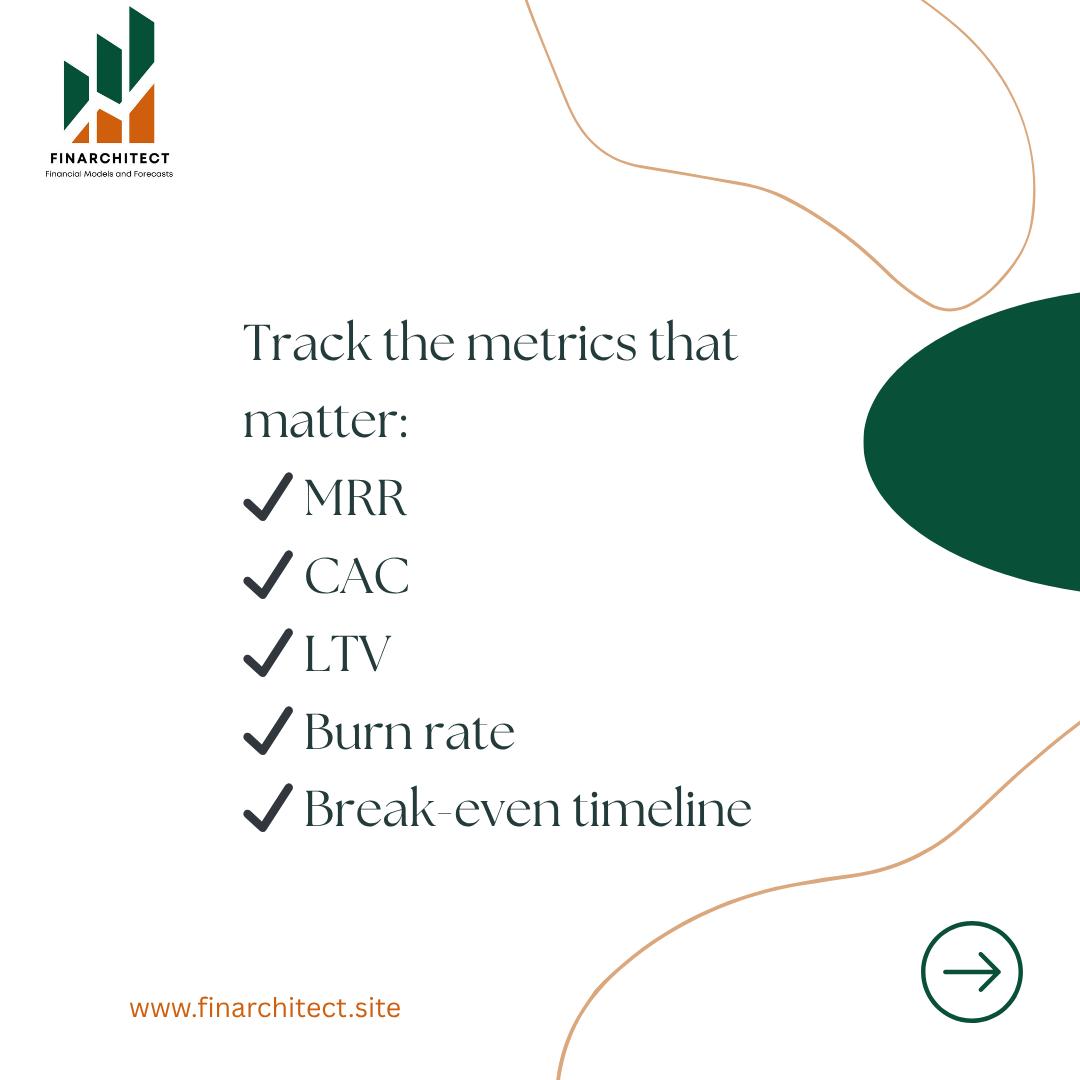 FINARCHITECT
Financial Models and Forecasts
Track the metrics that
matter:
✔ MRR
✔ CAC
✔ LTV
✔ Burn rate
✔ Break-even timeline
www.finarchitect.site